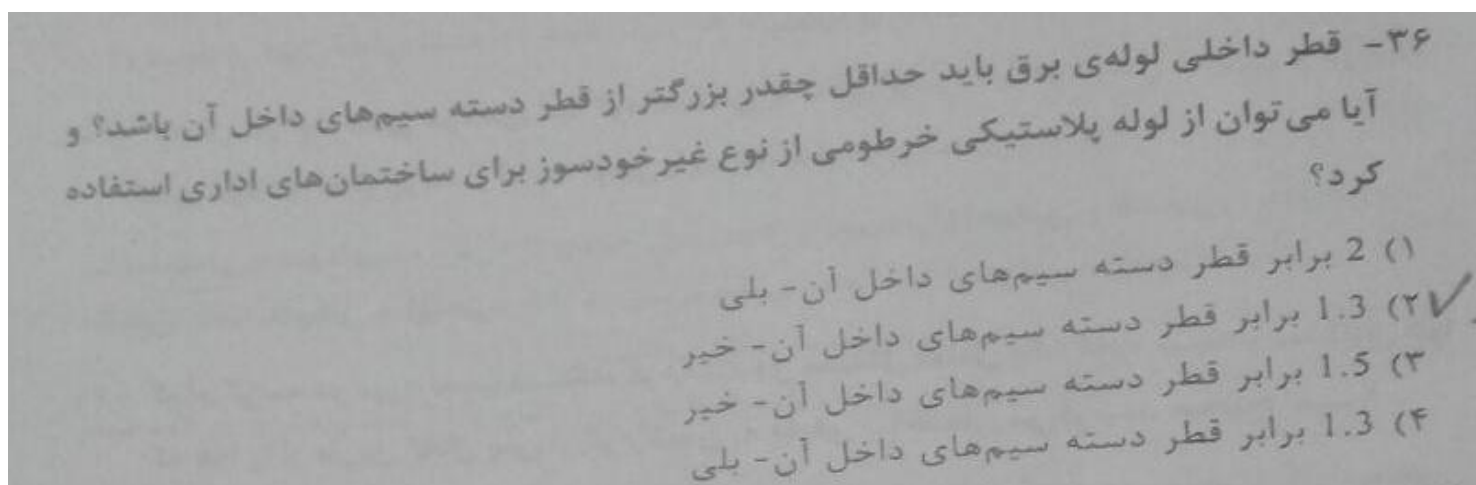 ۳۶- قطر داخلی لوله‌ی برق باید حداقل چقدر بزرگتر از قطر دسته سیم‌های داخل آن باشد؟ و
آیا می‌توان از لوله پلاستیکی خرطومی از نوع غیرخودسوز برای ساختمان‌های اداری استفاده
کرد؟
۱) 2 برابر قطر دسته سیم‌های داخل آن- بلی
۲) 1.3 برابر قطر دسته سیم‌های داخل آن- خیر
۳) 1.5 برابر قطر دسته سیم‌های داخل آن- خیر
۴) 1.3 برابر قطر دسته سیم‌های داخل آن- بلی